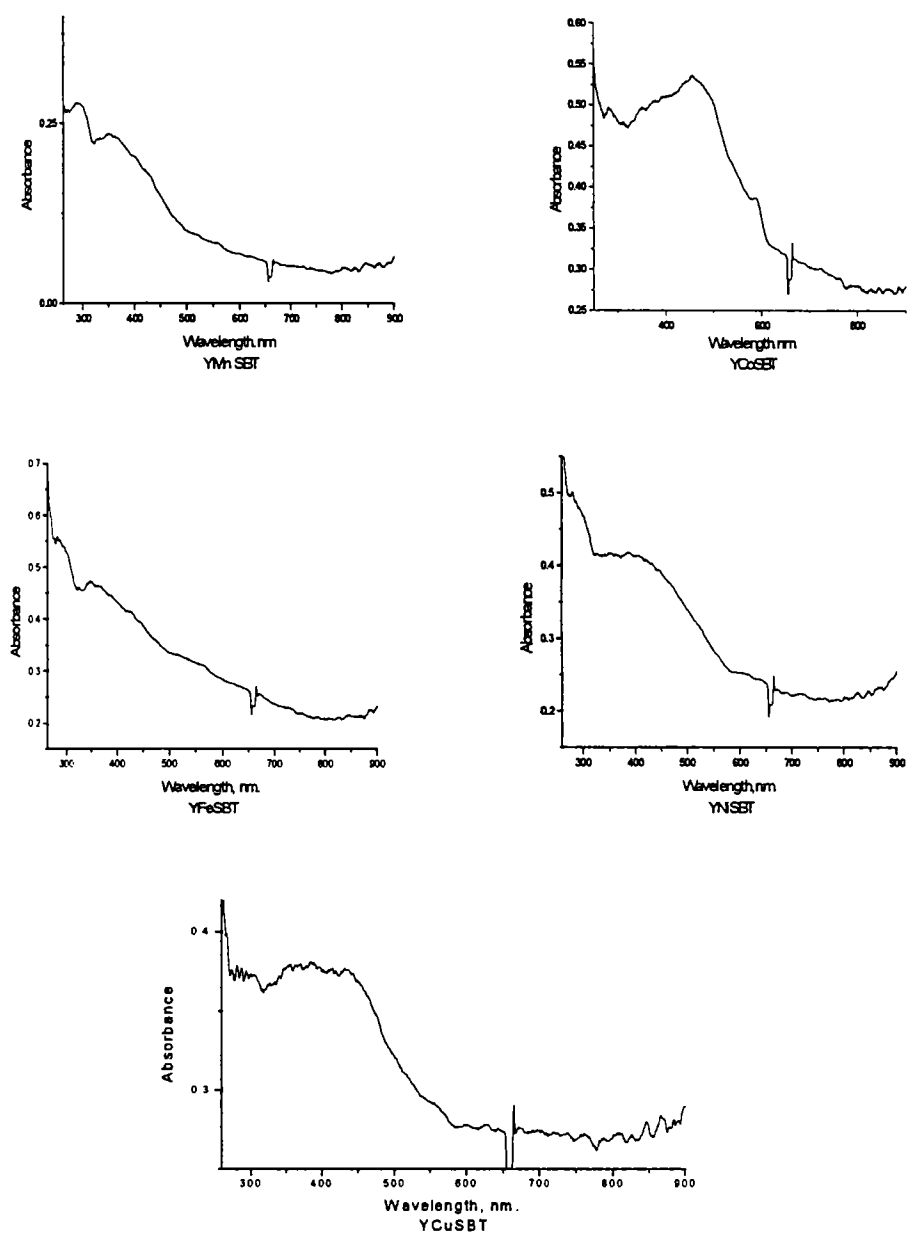 0.25
0.00
Absorbance
300 400 500 600 700 800 900
Wavelength.nm
YMn SBT
0.60
0.55
0.50
0.45
0.40
0.35
0.30
0.25
Absorbance
400 600 800
Wavelength nm.
YCoSBT
0.7
0.6
0.5
0.4
0.3
0.2
Absorbance
300 400 500 600 700 800 900
Wavelength, nm.
YFeSBT
0.5
0.4
0.3
0.2
Absorbance
300 400 500 600 700 800 900
Wavelength,nm.
YNiSBT
0.4
0.3
Absorbance
300 400 500 600 700 800 900
Wavelength, nm.
YCuSBT